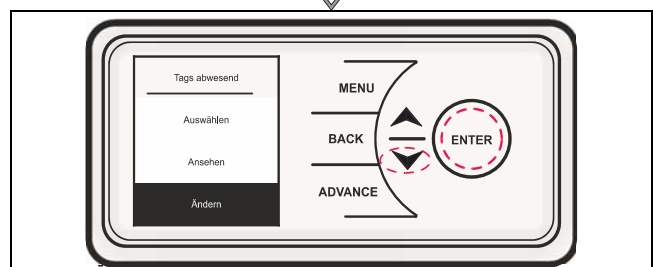 Tags abwesend
Auswählen
Ansehen
Ändern
MENU
BACK
ADVANCE
ENTER